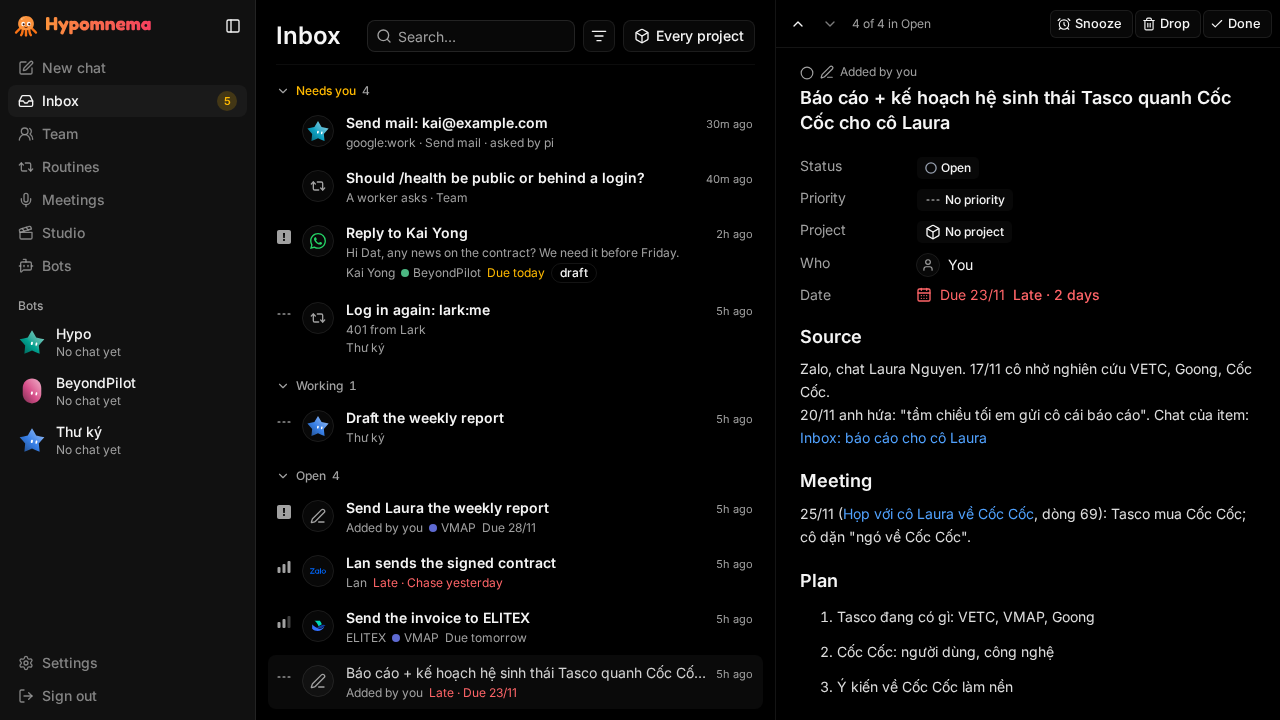 Hypomnema
New chat
Inbox
5
Team
Routines
Meetings
Studio
Bots
Bots
Hypo
No chat yet
BeyondPilot
No chat yet
Thư ký
No chat yet
Settings
Sign out
Inbox
Search...
Every project
Needs you 4
Send mail: kai@example.com
30m ago
google:work · Send mail · asked by pi
Should /health be public or behind a login?
40m ago
A worker asks · Team
Reply to Kai Yong
2h ago
Hi Dat, any news on the contract? We need it before Friday.
Kai Yong BeyondPilot Due today draft
Log in again: lark:me
5h ago
401 from Lark
Thư ký
Working 1
Draft the weekly report
5h ago
Thư ký
Open 4
Send Laura the weekly report
5h ago
Added by you VMAP Due 28/11
Zalo
Lan sends the signed contract
5h ago
Lan Late · Chase yesterday
Send the invoice to ELITEX
5h ago
ELITEX VMAP Due tomorrow
Báo cáo + kế hoạch hệ sinh thái Tasco quanh Cốc Cố...
5h ago
Added by you Late · Due 23/11
4 of 4 in Open
Snooze
Drop
Done
Added by you
Báo cáo + kế hoạch hệ sinh thái Tasco quanh Cốc
Cốc cho cô Laura
Status Open
Priority No priority
Project No project
Who You
Date Due 23/11 Late · 2 days
Source
Zalo, chat Laura Nguyen. 17/11 cô nhờ nghiên cứu VETC, Goong, Cốc
Cốc.
20/11 anh hứa: "tầm chiều tối em gửi cô cái báo cáo". Chat của item:
Inbox: báo cáo cho cô Laura
Meeting
25/11 (Họp với cô Laura về Cốc Cốc, dòng 69): Tasco mua Cốc Cốc;
cô dặn "ngó về Cốc Cốc".
Plan
1. Tasco đang có gì: VETC, VMAP, Goong
2. Cốc Cốc: người dùng, công nghệ
3. Ý kiến về Cốc Cốc làm nền